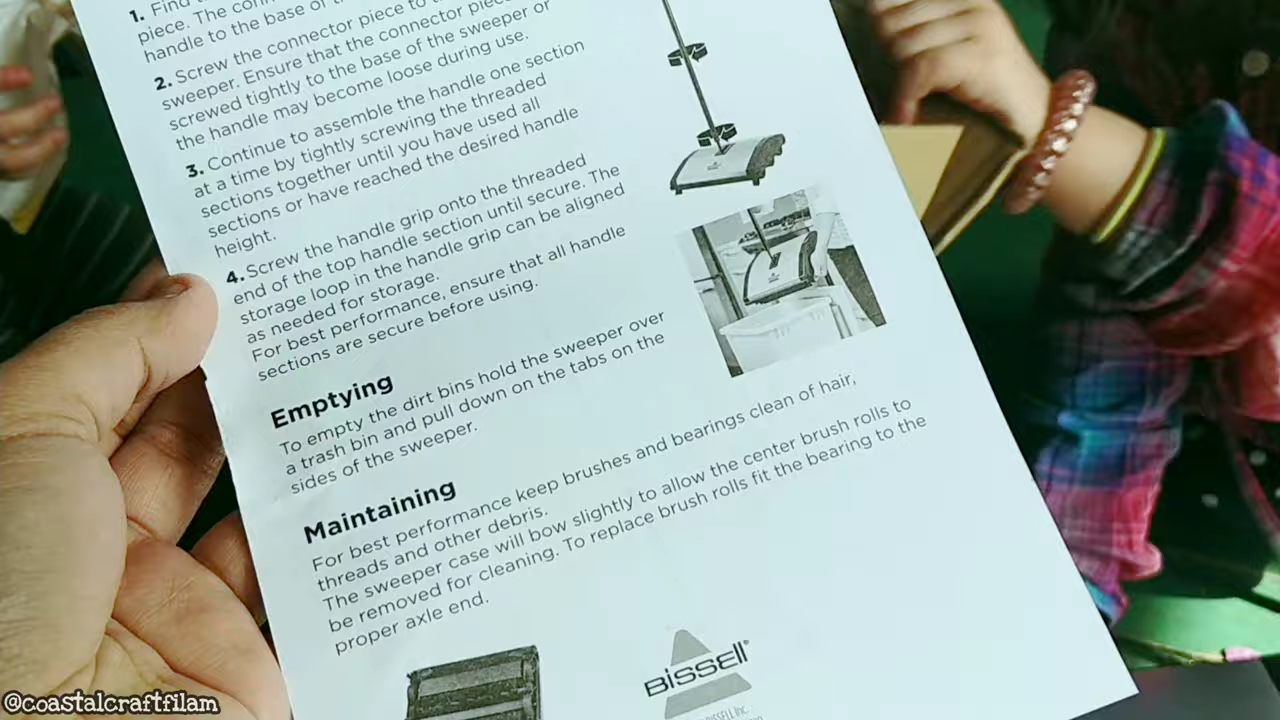 1. Find
piece. The
handle to the base of
2. Screw the connector piece to
sweeper. Ensure that the connector piece
screwed tightly to the base of the sweeper or
the handle may become loose during use.
3. Continue to assemble the handle one section
at a time by tightly screwing the threaded
sections together until you have used all
sections or have reached the desired handle
height.
4. Screw the handle grip onto the threaded
end of the top handle section until secure. The
storage loop in the handle grip can be aligned
as needed for storage.
For best performance, ensure that all handle
sections are secure before using.
Emptying
To empty the dirt bins hold the sweeper over
a trash bin and pull down on the tabs on the
sides of the sweeper.
Maintaining
For best performance keep brushes and bearings clean of hair,
threads and other debris.
The sweeper case will bow slightly to allow the center brush rolls to
be removed for cleaning. To replace brush rolls fit the bearing to the
proper axle end.
BISSELL®
BISSELL Inc.
@coastalcraftfilam